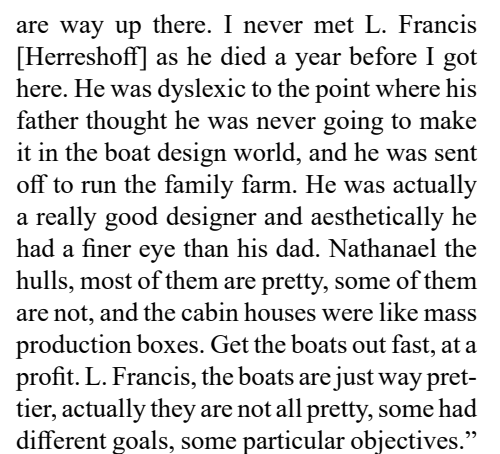 are way up there. I never met L. Francis
[Herreshoff] as he died a year before I got
here. He was dyslexic to the point where his
father thought he was never going to make
it in the boat design world, and he was sent
off to run the family farm. He was actually
a really good designer and aesthetically he
had a finer eye than his dad. Nathanael the
hulls, most of them are pretty, some of them
are not, and the cabin houses were like mass
production boxes. Get the boats out fast, at a
profit. L. Francis, the boats are just way pret-
tier, actually they are not all pretty, some had
different goals, some particular objectives.”